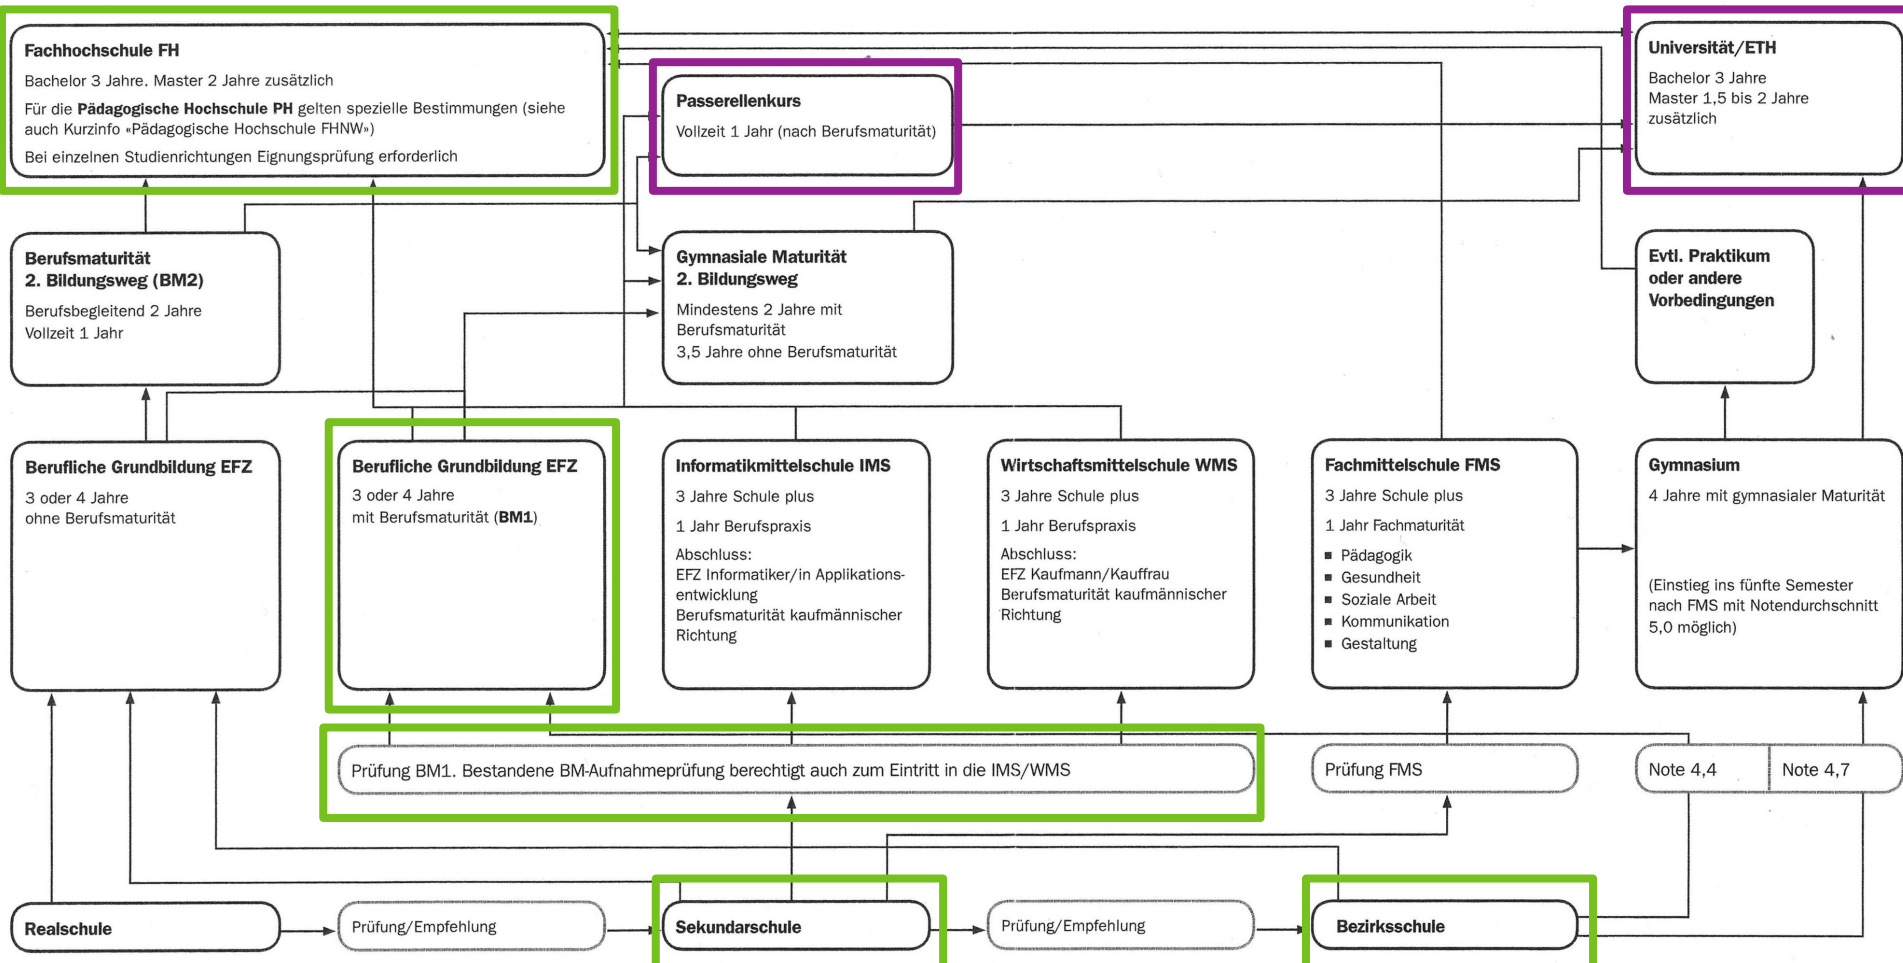 Fachhochschule FH
Bachelor 3 Jahre. Master 2 Jahre zusätzlich
Für die Pädagogische Hochschule PH gelten spezielle Bestimmungen (siehe
auch Kurzinfo «Pädagogische Hochschule FHNW»)
Bei einzelnen Studienrichtungen Eignungsprüfung erforderlich
Passerellenkurs
Vollzeit 1 Jahr (nach Berufsmaturität)
Universität/ETH
Bachelor 3 Jahre
Master 1,5 bis 2 Jahre
zusätzlich
Berufsmaturität
2. Bildungsweg (BM2)
Berufsbegleitend 2 Jahre
Vollzeit 1 Jahr
Gymnasiale Maturität
2. Bildungsweg
Mindestens 2 Jahre mit
Berufsmaturität
3,5 Jahre ohne Berufsmaturität
Evtl. Praktikum
oder andere
Vorbedingungen
Berufliche Grundbildung EFZ
3 oder 4 Jahre
ohne Berufsmaturität
Berufliche Grundbildung EFZ
3 oder 4 Jahre
mit Berufsmaturität (BM1)
Informatikmittelschule IMS
3 Jahre Schule plus
1 Jahr Berufspraxis
Abschluss:
EFZ Informatiker/in Applikations-
entwicklung
Berufsmaturität kaufmännischer
Richtung
Wirtschaftsmittelschule WMS
3 Jahre Schule plus
1 Jahr Berufspraxis
Abschluss:
EFZ Kaufmann/Kauffrau
Berufsmaturität kaufmännischer
Richtung
Fachmittelschule FMS
3 Jahre Schule plus
1 Jahr Fachmaturität
■ Pädagogik
■ Gesundheit
■ Soziale Arbeit
■ Kommunikation
■ Gestaltung
Gymnasium
4 Jahre mit gymnasialer Maturität
(Einstieg ins fünfte Semester
nach FMS mit Notendurchschnitt
5,0 möglich)
Prüfung BM1. Bestandene BM-Aufnahmeprüfung berechtigt auch zum Eintritt in die IMS/WMS
Prüfung FMS
Note 4,4
Note 4,7
Realschule
Prüfung/Empfehlung
Sekundarschule
Prüfung/Empfehlung
Bezirksschule